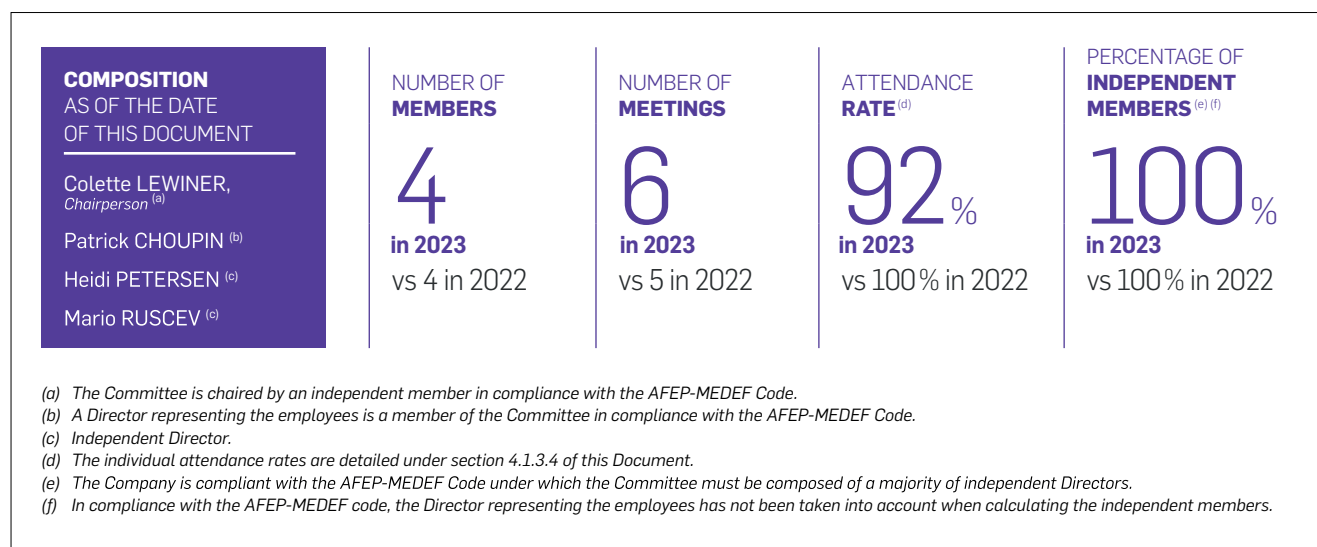 COMPOSITION
AS OF THE DATE
OF THIS DOCUMENT
Colette LEWINER,
Chairperson (a)
Patrick CHOUPIN (b)
Heidi PETERSEN (c)
Mario RUSCEV (c)
NUMBER OF
MEMBERS
4
in 2023
vs 4 in 2022
NUMBER OF
MEETINGS
6
in 2023
vs 5 in 2022
ATTENDANCE
RATE (d)
92 %
in 2023
vs 100 % in 2022
PERCENTAGE OF
INDEPENDENT
MEMBERS (e) (f)
100 %
in 2023
vs 100 % in 2022
(a) The Committee is chaired by an independent member in compliance with the AFEP-MEDEF Code.
(b) A Director representing the employees is a member of the Committee in compliance with the AFEP-MEDEF Code.
(c) Independent Director.
(d) The individual attendance rates are detailed under section 4.1.3.4 of this Document.
(e) The Company is compliant with the AFEP-MEDEF Code under which the Committee must be composed of a majority of independent Directors.
(f) In compliance with the AFEP-MEDEF code, the Director representing the employees has not been taken into account when calculating the independent members.